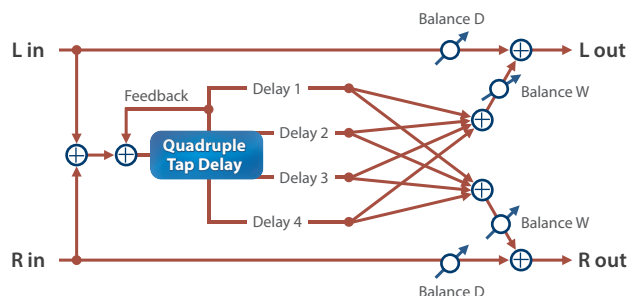 Balance D
L in
L out
Feedback
Delay 1
Balance W
Quadruple
Tap Delay
Delay 2
Delay 3
Delay 4
Balance W
R in
R out
Balance D